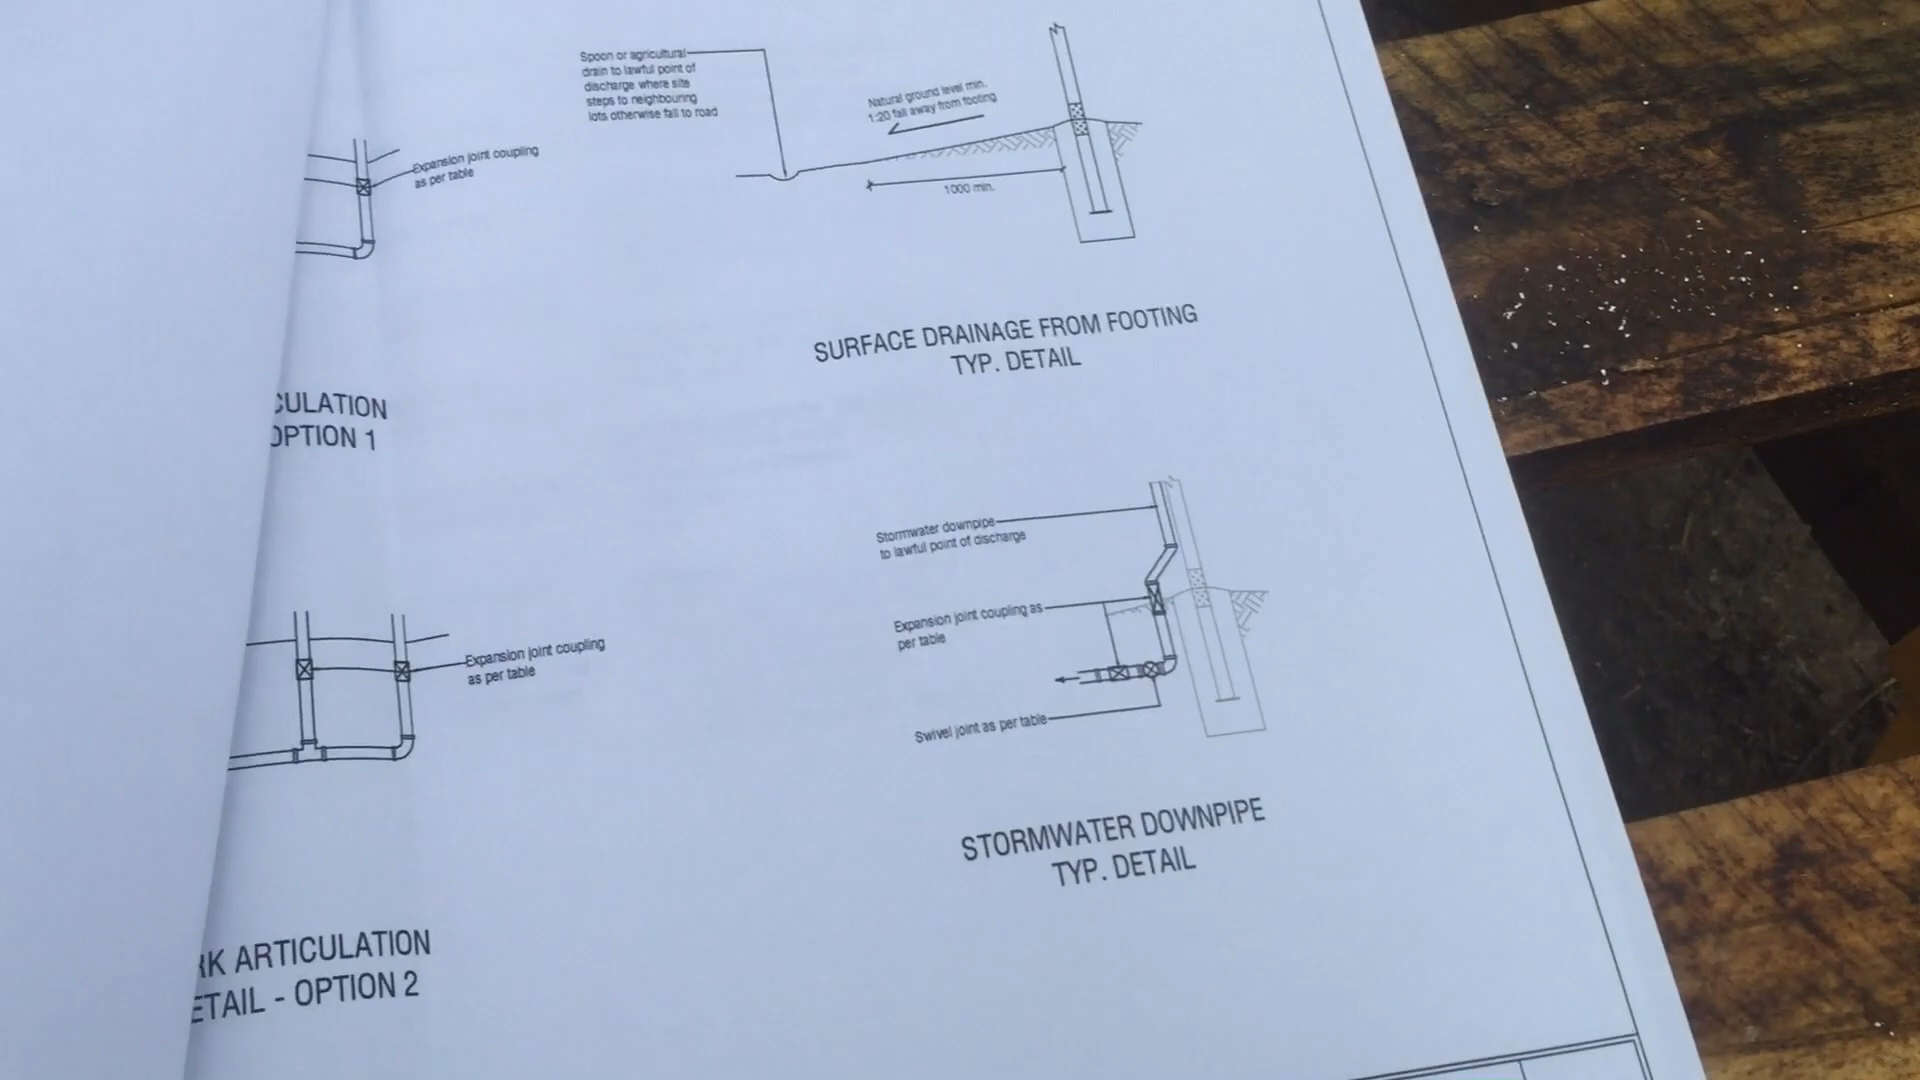 Spoon or agricultural
drain to lawful point of
discharge where site
steps to neighbouring
lots otherwise fall to road
Natural ground level min.
1:20 fall away from footing
1000 min.
SURFACE DRAINAGE FROM FOOTING
TYP. DETAIL
Expansion joint coupling
as per table
CULATION
OPTION 1
Stormwater downpipe
to lawful point of discharge
Expansion joint coupling as
per table
Swivel joint as per table
STORMWATER DOWNPIPE
TYP. DETAIL
Expansion joint coupling
as per table
RK ARTICULATION
ETAIL - OPTION 2